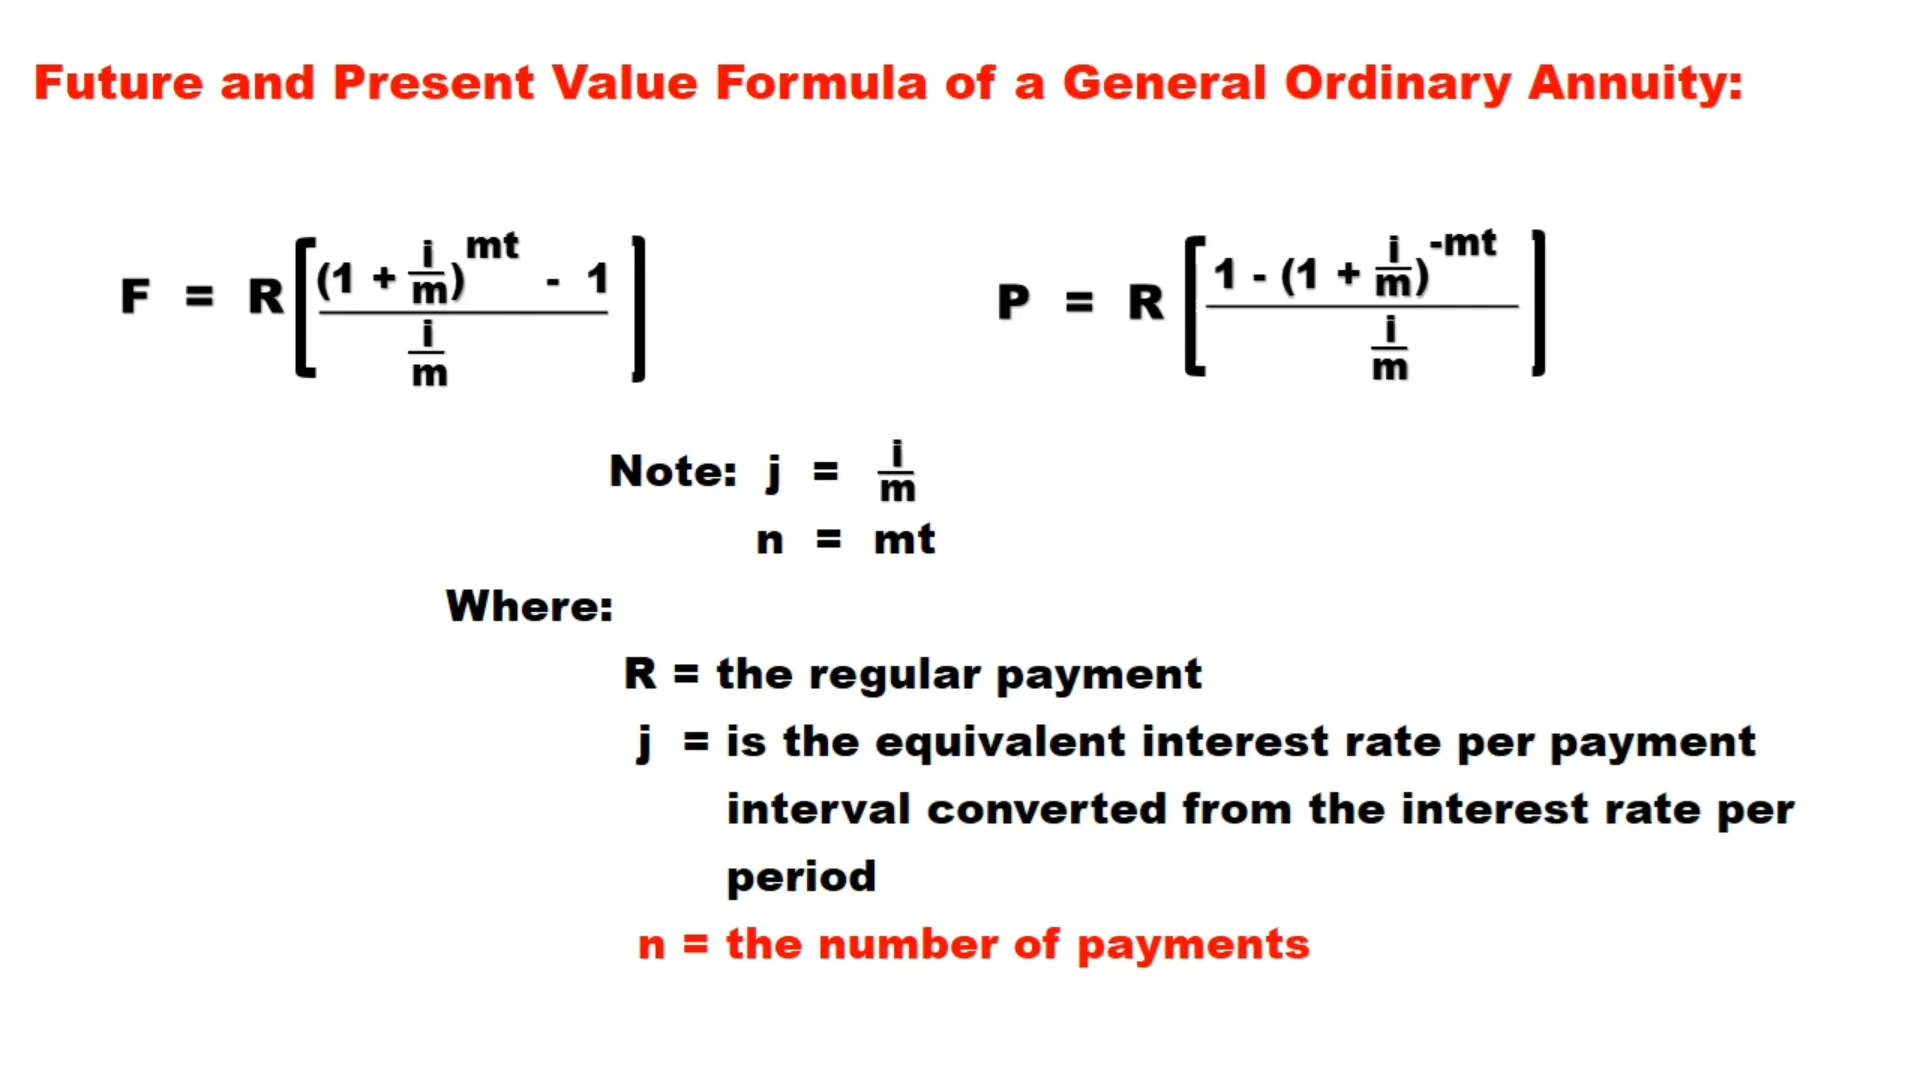 Future and Present Value Formula of a General Ordinary Annuity:
F = R[((1 + i/m)^mt - 1)/(i/m)]
P = R[(1 - (1 + i/m)^-mt)/(i/m)]
Note: j = i/m
n = mt
Where:
R = the regular payment
j = is the equivalent interest rate per payment
interval converted from the interest rate per
period
n = the number of payments